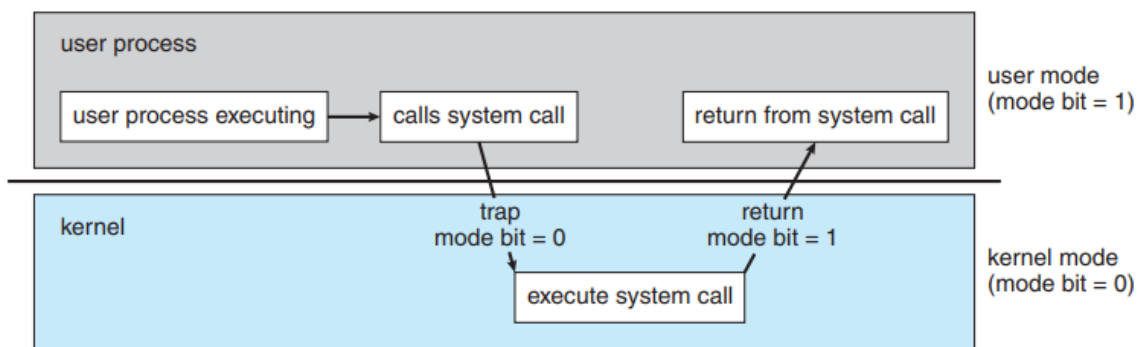 user process
user process executing
calls system call
return from system call
user mode
(mode bit = 1)
kernel
trap
mode bit = 0
return
mode bit = 1
execute system call
kernel mode
(mode bit = 0)